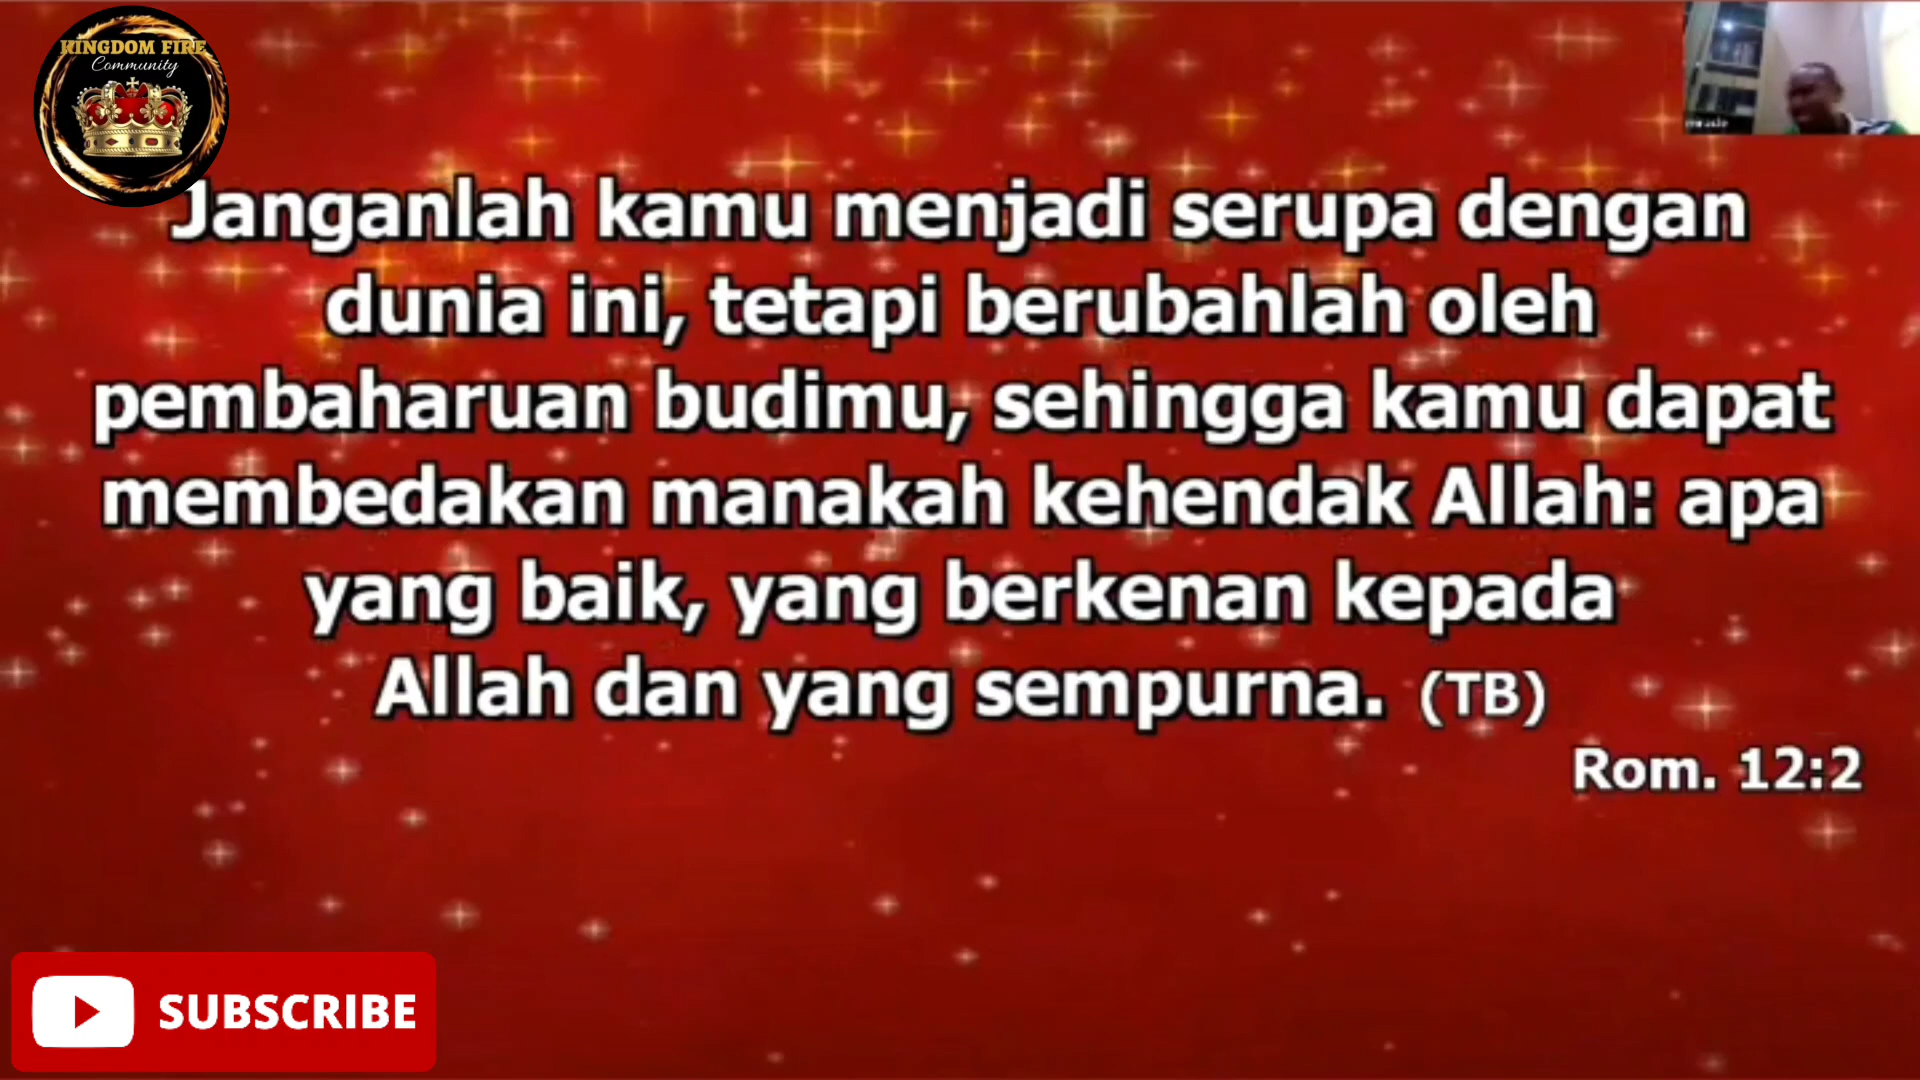 KINGDOM FIRE
Community
Janganlah kamu menjadi serupa dengan
dunia ini, tetapi berubahlah oleh
pembaharuan budimu, sehingga kamu dapat
membedakan manakah kehendak Allah: apa
yang baik, yang berkenan kepada
Allah dan yang sempurna. (TB)
Rom. 12:2
SUBSCRIBE